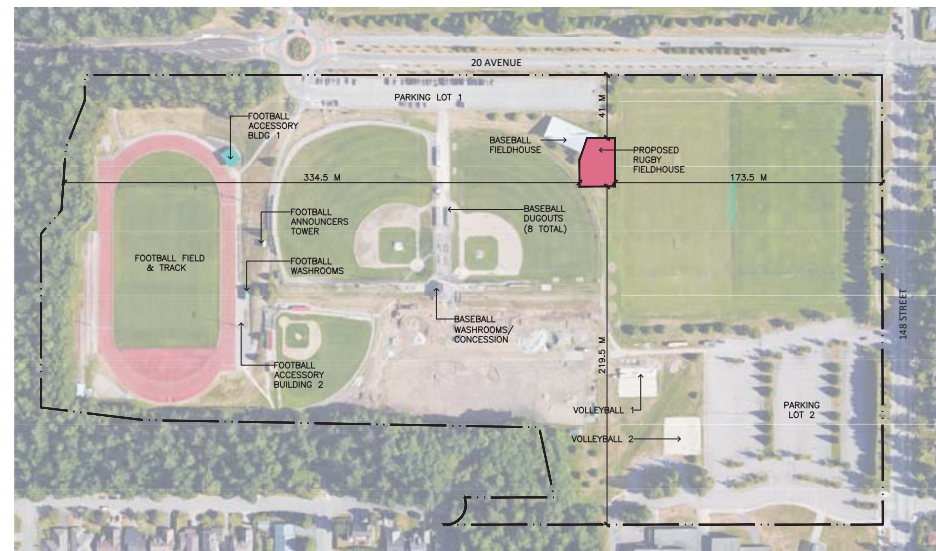 20 AVENUE
PARKING LOT 1
41 M
FOOTBALL
ACCESSORY
BLDG 1
BASEBALL
FIELDHOUSE
PROPOSED
RUGBY
FIELDHOUSE
334.5 M
173.5 M
FOOTBALL
ANNOUNCERS
TOWER
BASEBALL
DUGOUTS
(8 TOTAL)
FOOTBALL FIELD
& TRACK
FOOTBALL
WASHROOMS
BASEBALL
WASHROOMS/
CONCESSION
148 STREET
219.5 M
FOOTBALL
ACCESSORY
BUILDING 2
VOLLEYBALL 1
PARKING
LOT 2
VOLLEYBALL 2